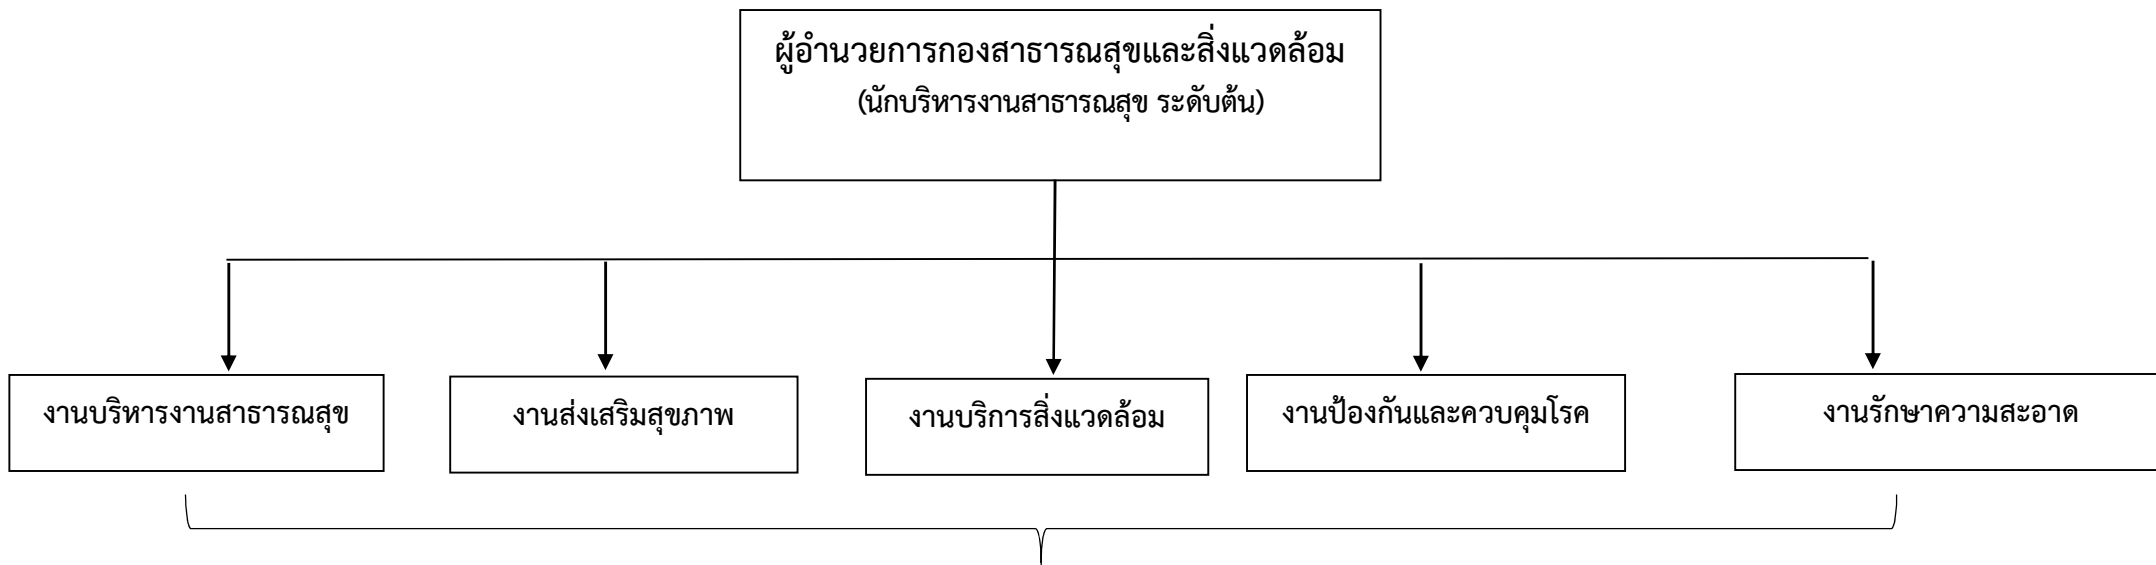 ผู้อำนวยการกองสาธารณสุขและสิ่งแวดล้อม
(นักบริหารงานสาธารณสุข ระดับต้น)
งานบริหารงานสาธารณสุข
งานส่งเสริมสุขภาพ
งานบริการสิ่งแวดล้อม
งานป้องกันและควบคุมโรค
งานรักษาความสะอาด